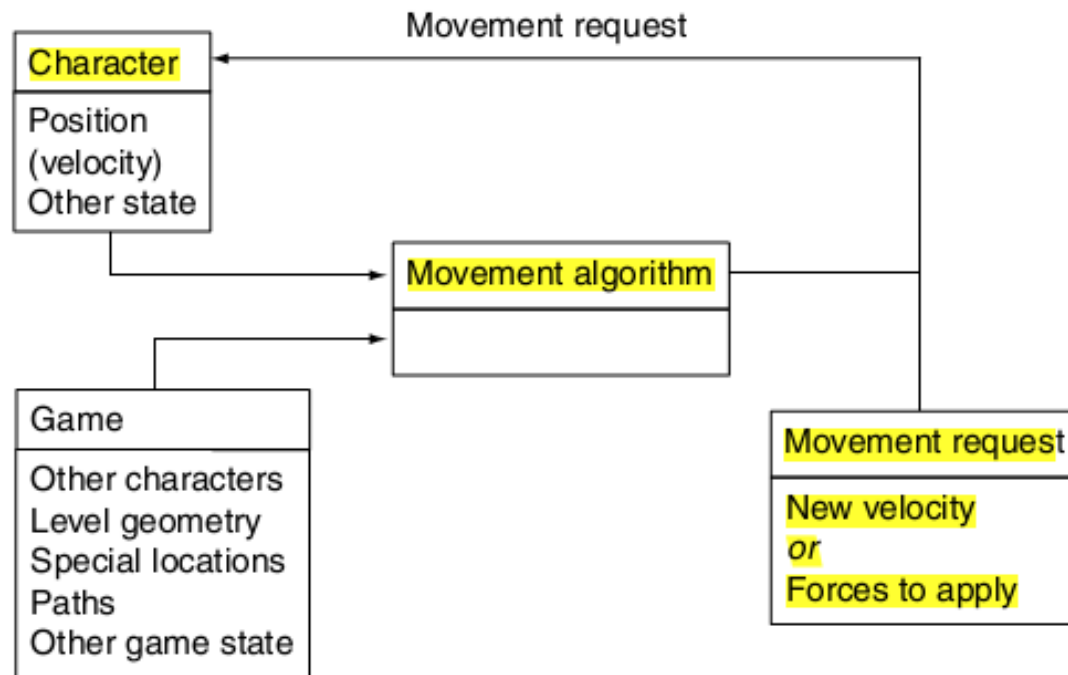 Movement request
Character
Position
(velocity)
Other state
Movement algorithm
Game
Other characters
Level geometry
Special locations
Paths
Other game state
Movement request
New velocity
or
Forces to apply